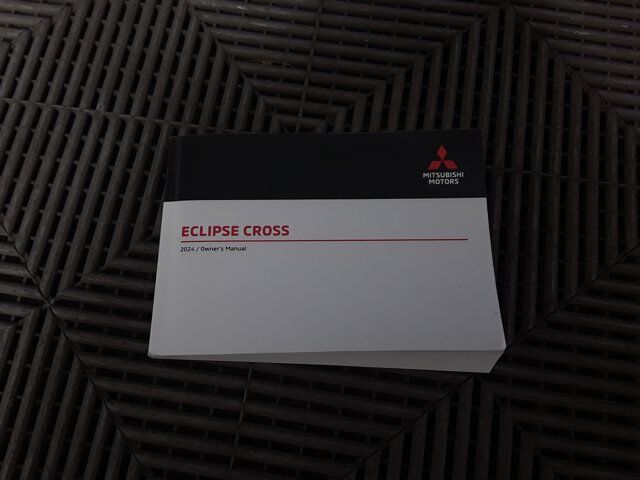 MITSUBISHI
MOTORS
ECLIPSE CROSS
2024 / Owner's Manual